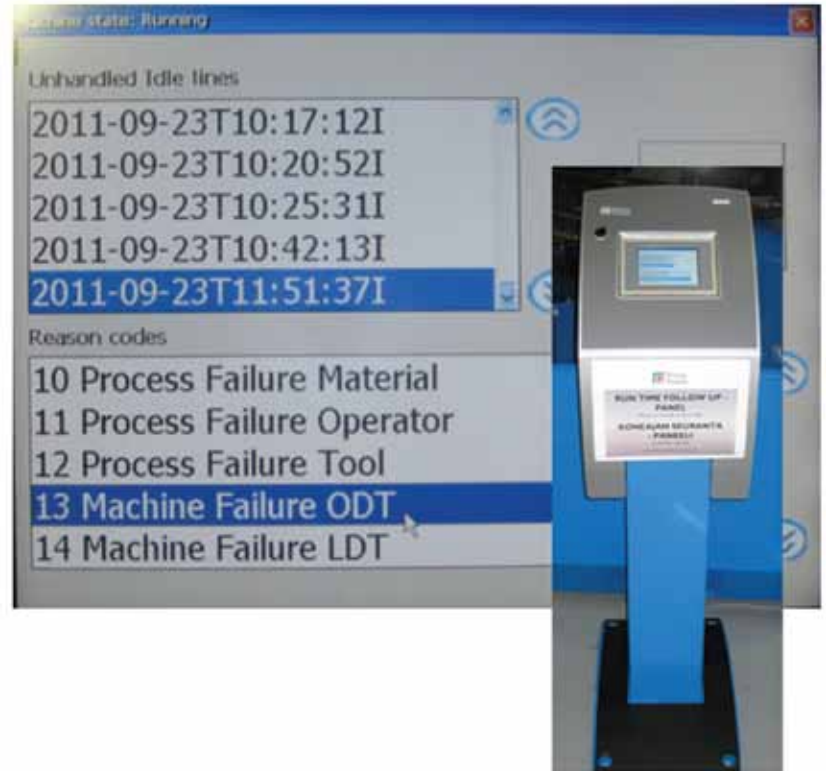 Machine state: Running
Unhandled Idle lines
2011-09-23T10:17:12I
2011-09-23T10:20:52I
2011-09-23T10:25:31I
2011-09-23T10:42:13I
2011-09-23T11:51:37I
Reason codes
10 Process Failure Material
11 Process Failure Operator
12 Process Failure Tool
13 Machine Failure ODT
14 Machine Failure LDT
RUN TIME FOLLOW UP -
PANEL
KONEAJAN SEURANTA
- PANEELI